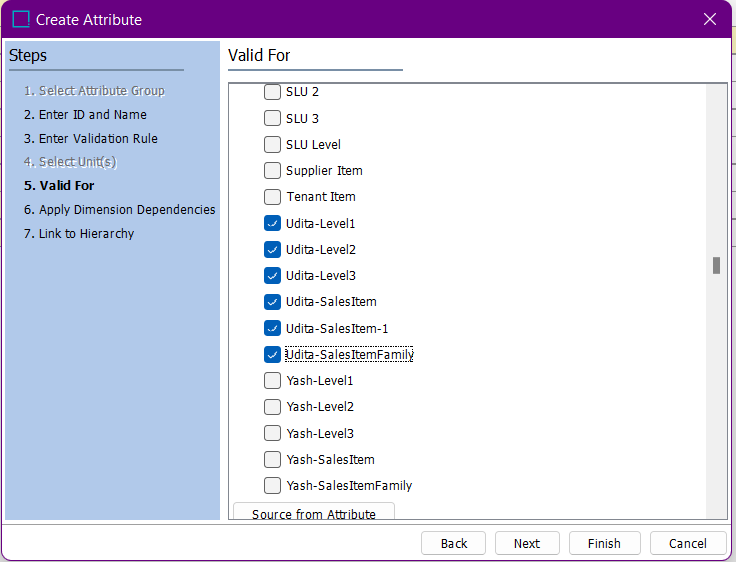 Create Attribute
Steps
1. Select Attribute Group
2. Enter ID and Name
3. Enter Validation Rule
4. Select Unit(s)
5. Valid For
6. Apply Dimension Dependencies
7. Link to Hierarchy
Valid For
SLU 2
SLU 3
SLU Level
Supplier Item
Tenant Item
Udita-Level1
Udita-Level2
Udita-Level3
Udita-SalesItem
Udita-SalesItem-1
Udita-SalesItemFamily
Yash-Level1
Yash-Level2
Yash-Level3
Yash-SalesItem
Yash-SalesItemFamily
Source from Attribute
Back Next Finish Cancel